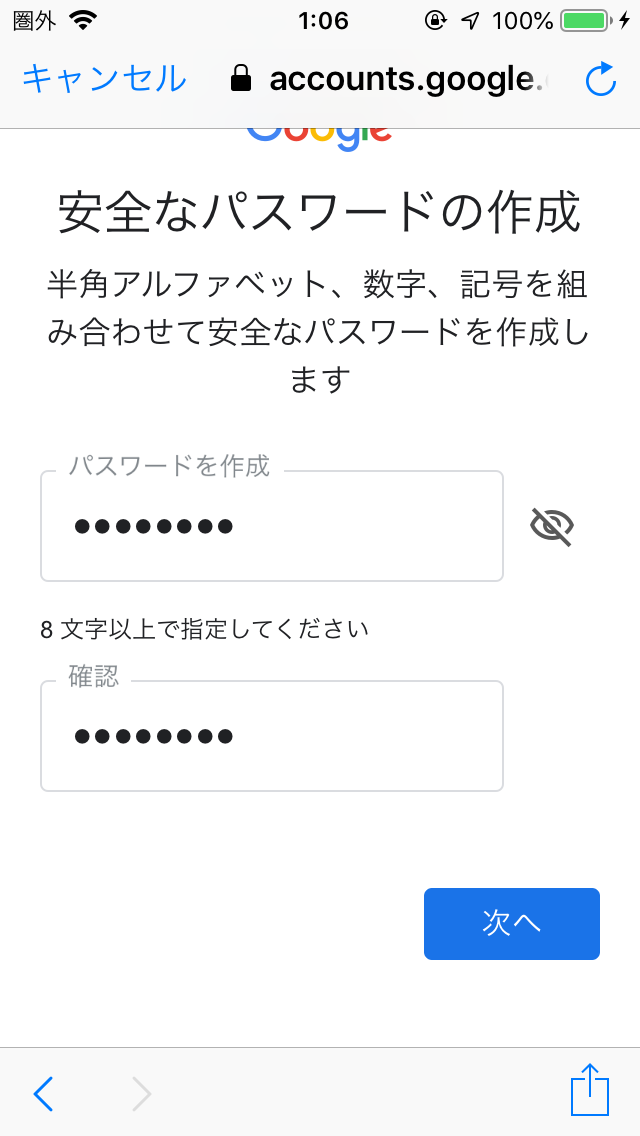 圏外 1:06 100%
キャンセル accounts.google.
Google
安全なパスワードの作成
半角アルファベット、数字、記号を組
み合わせて安全なパスワードを作成し
ます
パスワードを作成
••••••••
8 文字以上で指定してください
確認
••••••••
次へ